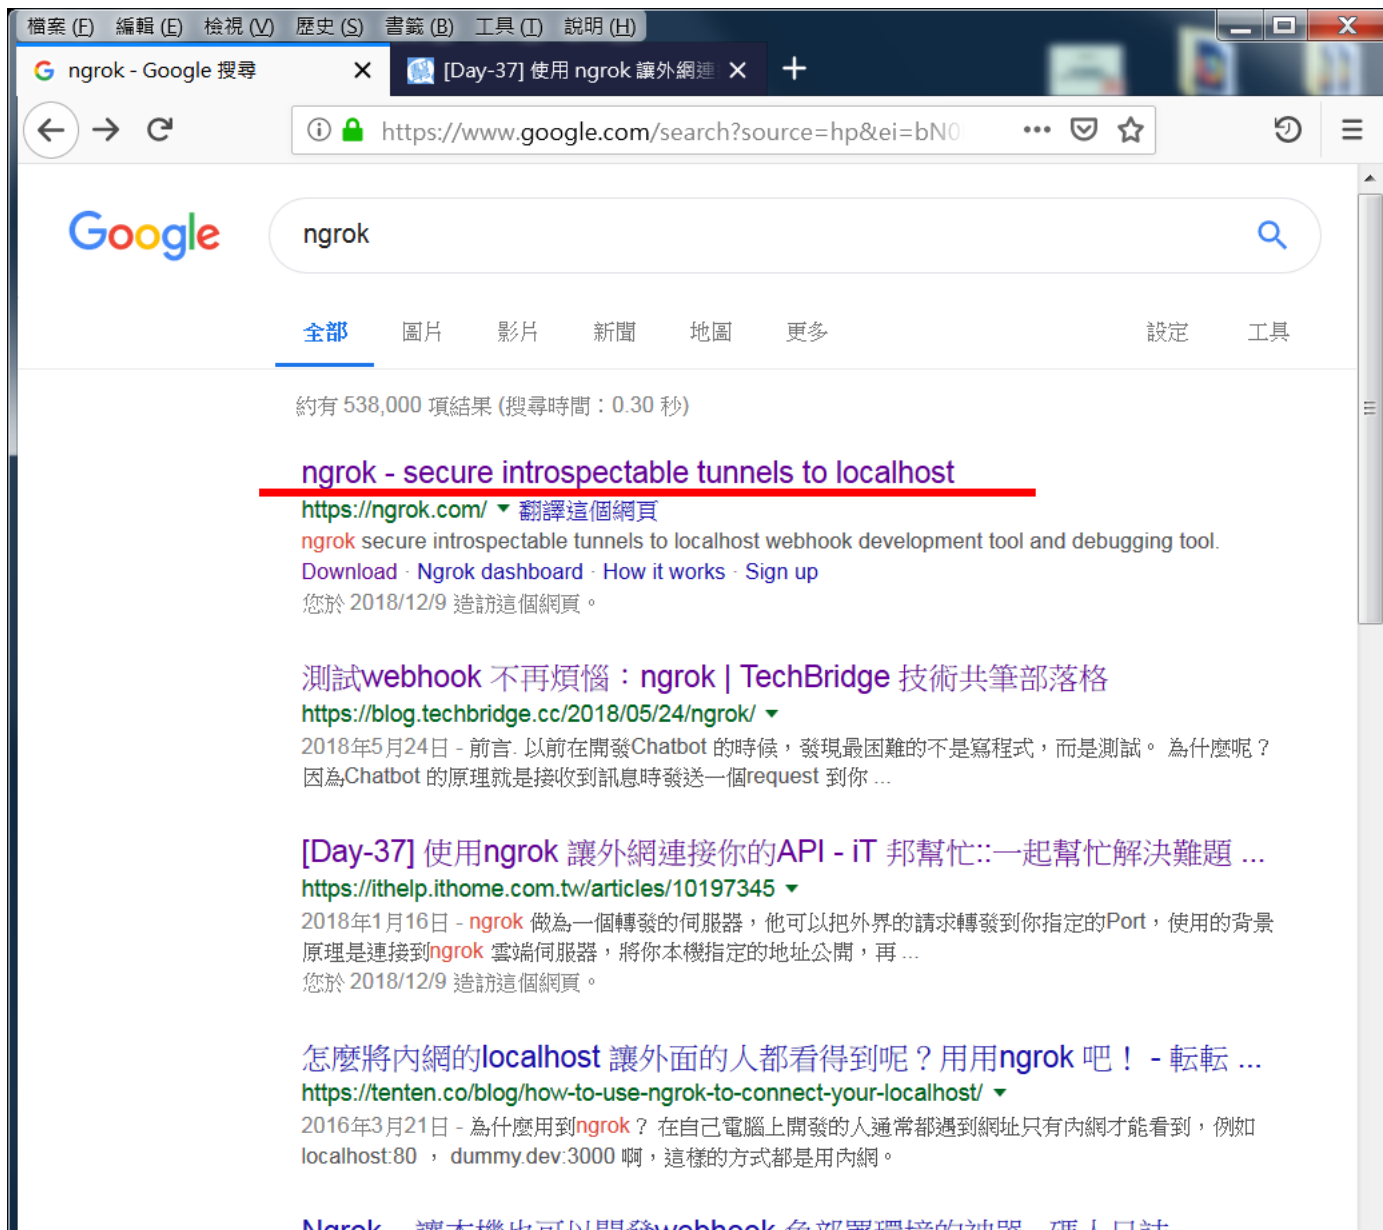 檔案(F) 編輯(E) 檢視(V) 歷史(S) 書籤(B) 工具(T) 說明(H)
ngrok - Google 搜尋 [Day-37] 使用 ngrok 讓外網連
https://www.google.com/search?source=hp&ei=bN0
Google ngrok
全部 圖片 影片 新聞 地圖 更多 設定 工具
約有 538,000 項結果 (搜尋時間：0.30 秒)
ngrok - secure introspectable tunnels to localhost
https://ngrok.com/ 翻譯這個網頁
ngrok secure introspectable tunnels to localhost webhook development tool and debugging tool.
Download · Ngrok dashboard · How it works · Sign up
您於 2018/12/9 造訪這個網頁。
測試webhook 不再煩惱：ngrok | TechBridge 技術共筆部落格
https://blog.techbridge.cc/2018/05/24/ngrok/
2018年5月24日 - 前言. 以前在開發Chatbot 的時候，發現最困難的不是寫程式，而是測試。 為什麼呢？
因為Chatbot 的原理就是接收到訊息時發送一個request 到你 ...
[Day-37] 使用ngrok 讓外網連接你的API - iT 邦幫忙::一起幫忙解決難題 ...
https://ithelp.ithome.com.tw/articles/10197345
2018年1月16日 - ngrok 做為一個轉發的伺服器，他可以把外界的請求轉發到你指定的Port，使用的背景
原理是連接到ngrok 雲端伺服器，將你本機指定的地址公開，再 ...
您於 2018/12/9 造訪這個網頁。
怎麼將內網的localhost 讓外面的人都看得到呢？用用ngrok 吧！ - 転転 ...
https://tenten.co/blog/how-to-use-ngrok-to-connect-your-localhost/
2016年3月21日 - 為什麼用到ngrok？ 在自己電腦上開發的人通常都遇到網址只有內網才能看到，例如
localhost:80 ， dummy.dev:3000 啊，這樣的方式都是用內網。